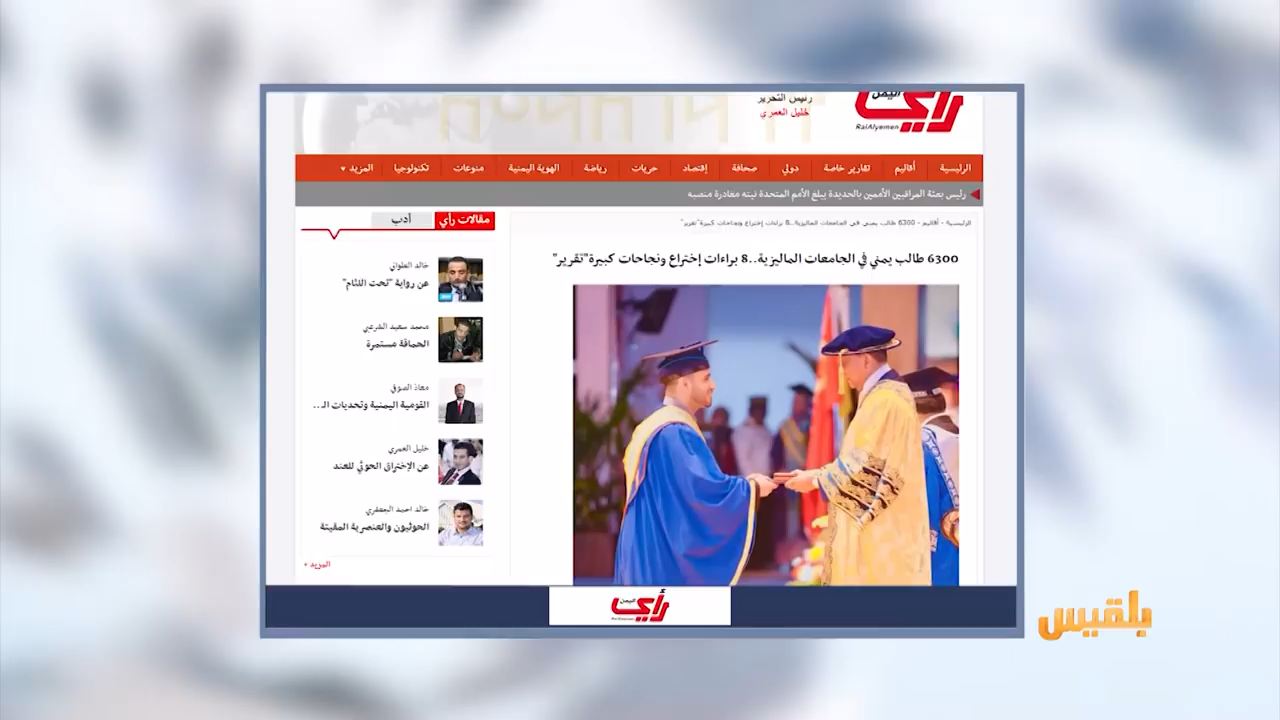 رئيس التحرير
خليل العمري
رأي اليمن
RaiAlyemen
الرئيسية أقاليم تقارير خاصة دولي صحافة إقتصاد حريات رياضة الهوية اليمنية منوعات تكنولوجيا المزيد
رئيس بعثة المراقبين الأمميين بالحديدة يبلغ الأمم المتحدة نيته مغادرة منصبه
الرئيسية - أقاليم - 6300 طالب يمني في الجامعات الماليزية..8 براءات إختراع ونجاحات كبيرة"تقرير"
6300 طالب يمني في الجامعات الماليزية..8 براءات إختراع ونجاحات كبيرة"تقرير"
مقالات رأي أدب
خالد العلواني
عن رواية "تحت اللثام"
محمد سعيد الشرعبي
الحماقة مستمرة
معاذ الصوفي
القومية اليمنية وتحديات الـ...
خليل العمري
عن الإختراق الحوثي للعند
خالد احمد الجعفري
الحوثيون والعنصرية المقيتة
المزيد
رأي اليمن
بلقيس